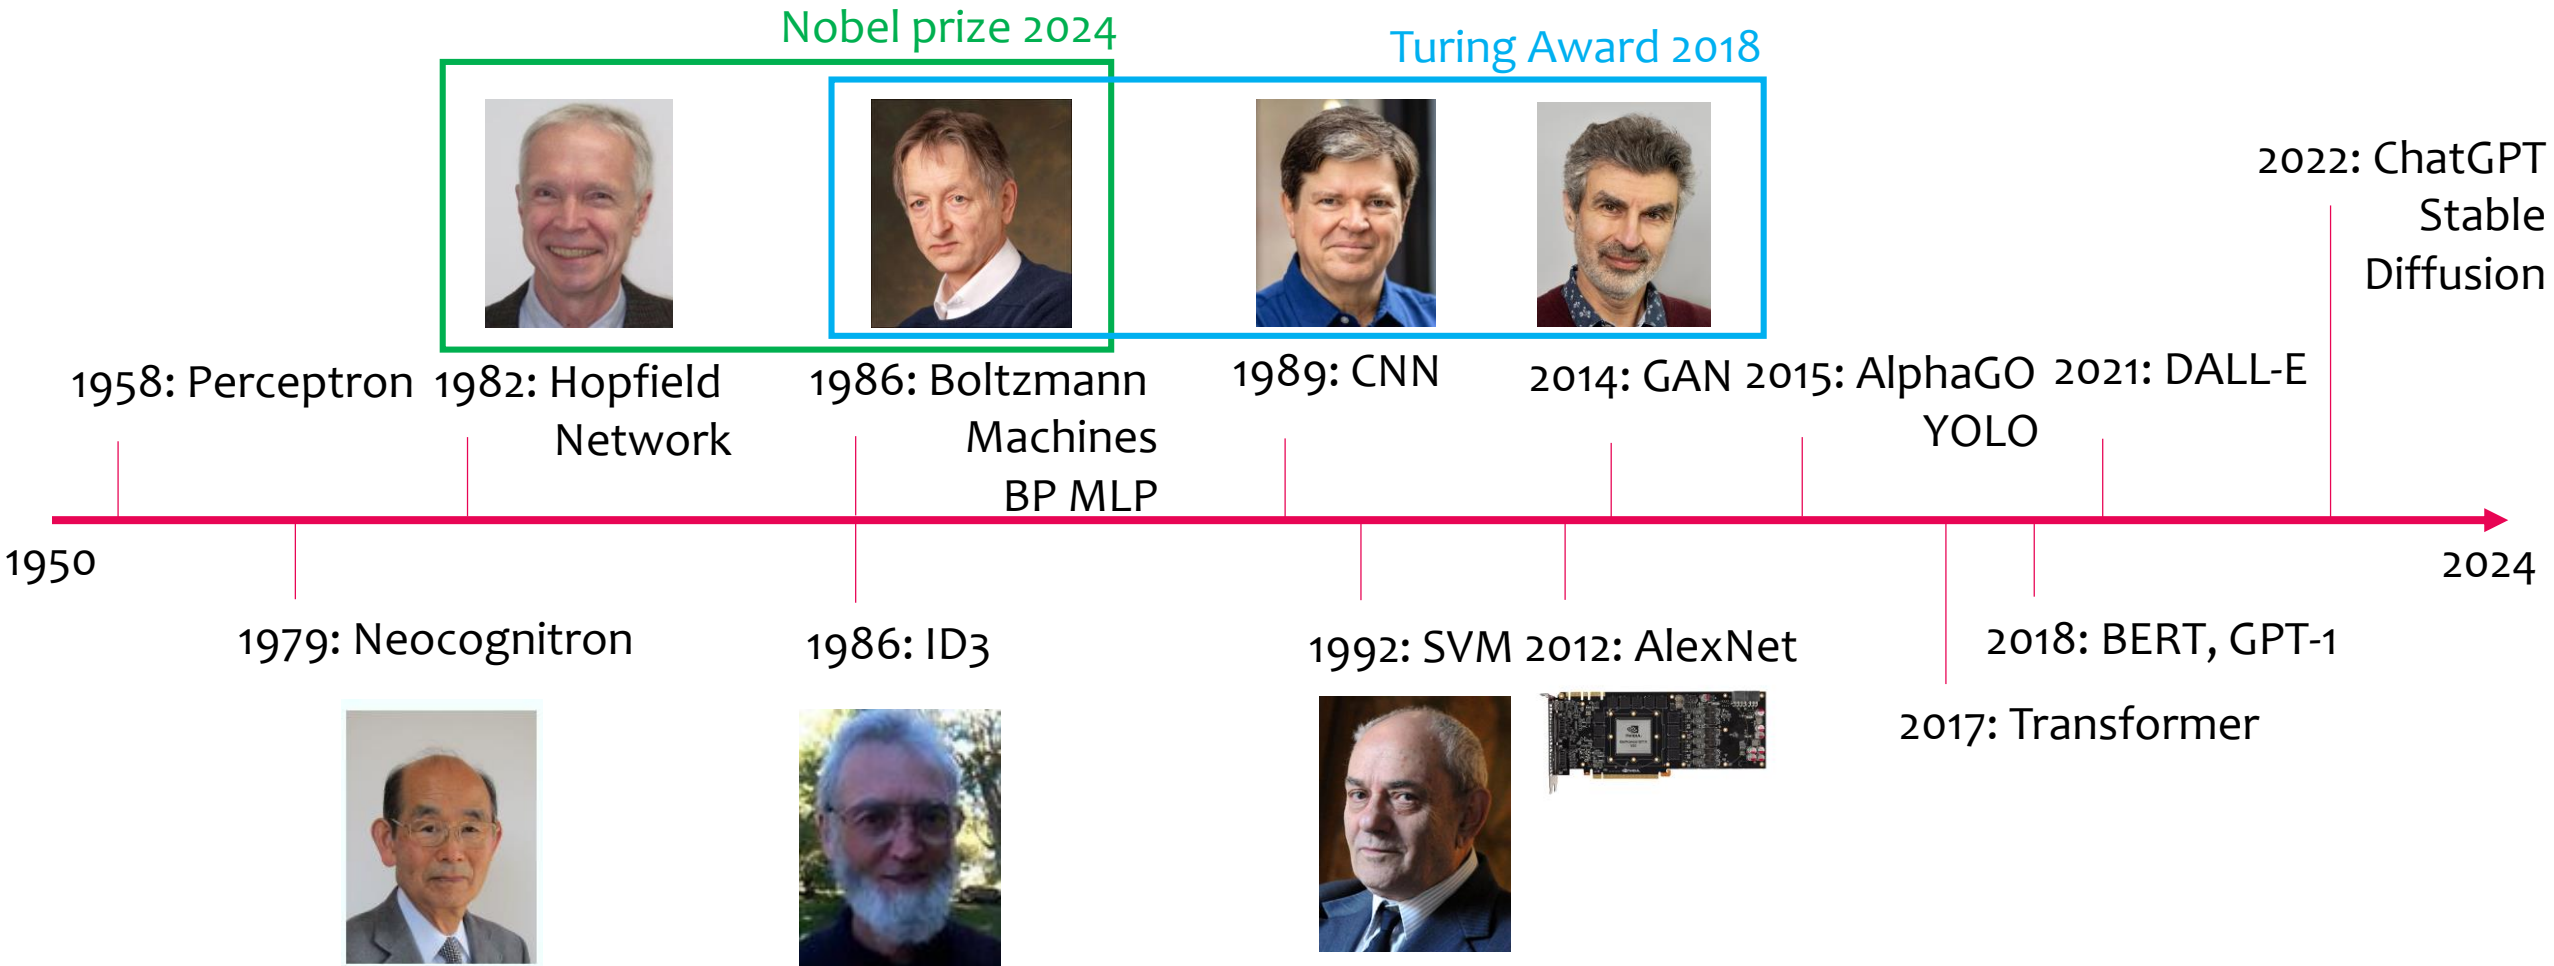 Nobel prize 2024
Turing Award 2018
2022: ChatGPT
Stable
Diffusion
1958: Perceptron
1982: Hopfield
Network
1986: Boltzmann
Machines
BP MLP
1989: CNN
2014: GAN
2015: AlphaGO
YOLO
2021: DALL-E
1950
2024
1979: Neocognitron
1986: ID3
1992: SVM
2012: AlexNet
2018: BERT, GPT-1
2017: Transformer